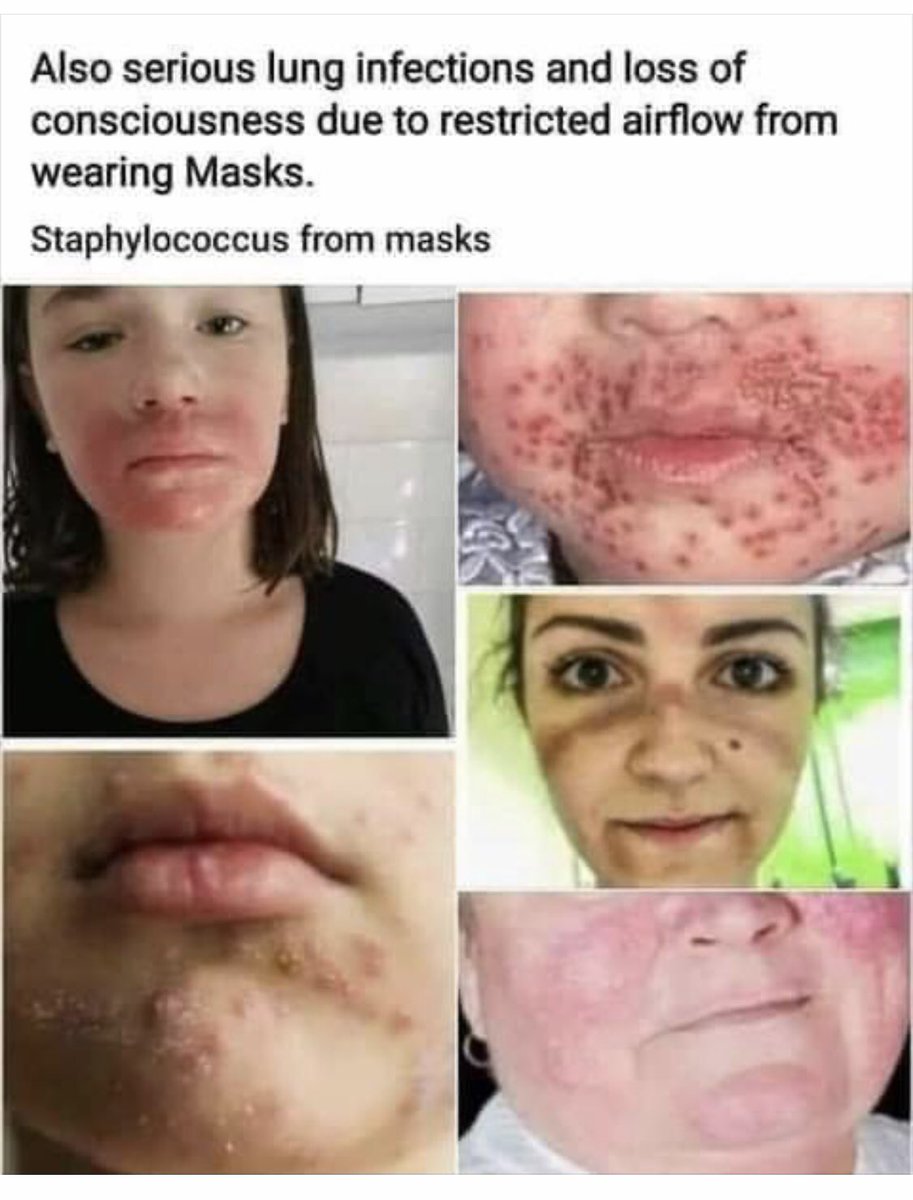 Also serious lung infections and loss of
consciousness due to restricted airflow from
wearing Masks.
Staphylococcus from masks